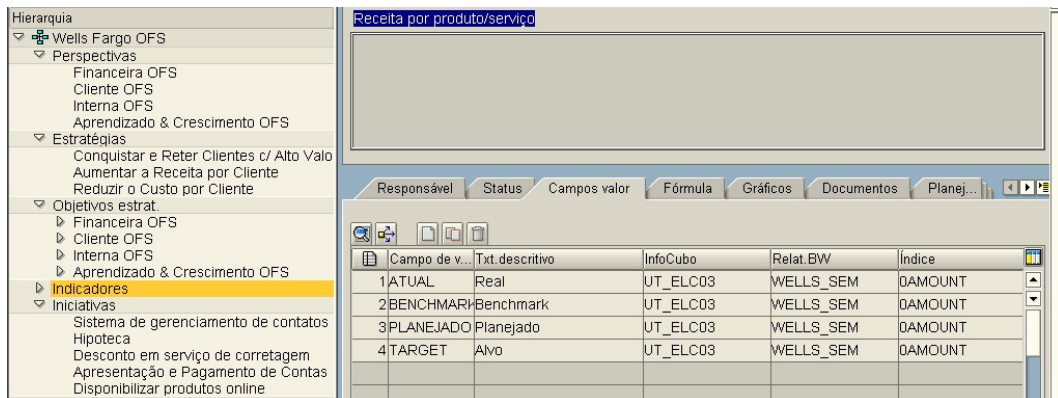 Hierarquia
Wells Fargo OFS
Perspectivas
Financeira OFS
Cliente OFS
Interna OFS
Aprendizado & Crescimento OFS
Estratégias
Conquistar e Reter Clientes c/ Alto Valo
Aumentar a Receita por Cliente
Reduzir o Custo por Cliente
Objetivos estrat.
Financeira OFS
Cliente OFS
Interna OFS
Aprendizado & Crescimento OFS
Indicadores
Iniciativas
Sistema de gerenciamento de contatos
Hipoteca
Desconto em serviço de corretagem
Apresentação e Pagamento de Contas
Disponibilizar produtos online
Receita por produto/serviço
Responsável Status Campos valor Fórmula Gráficos Documentos Planej...
Campo de v... Txt.descritivo InfoCubo Relat.BW Índice
1 ATUAL Real UT_ELC03 WELLS_SEM 0AMOUNT
2 BENCHMARK Benchmark UT_ELC03 WELLS_SEM 0AMOUNT
3 PLANEJADO Planejado UT_ELC03 WELLS_SEM 0AMOUNT
4 TARGET Alvo UT_ELC03 WELLS_SEM 0AMOUNT